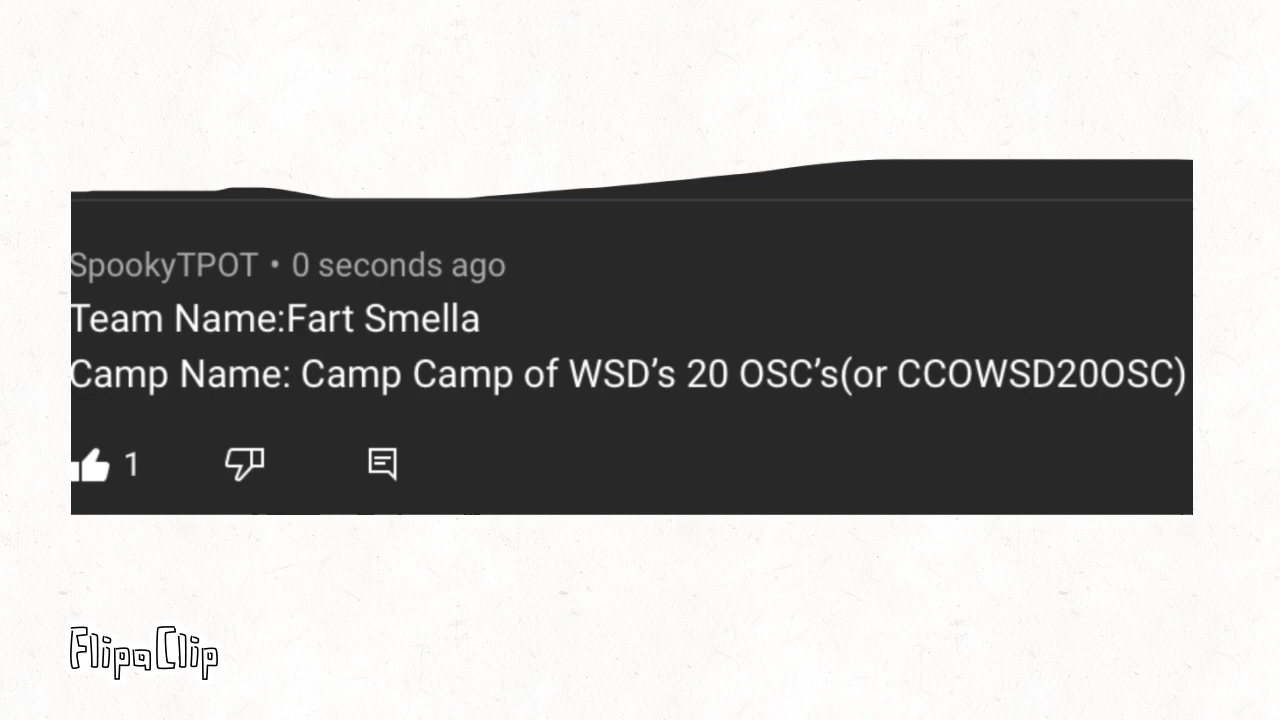 SpookyTPOT • 0 seconds ago
Team Name:Fart Smella
Camp Name: Camp Camp of WSD’s 20 OSC’s(or CCOWSD20OSC)
1
FlipaClip